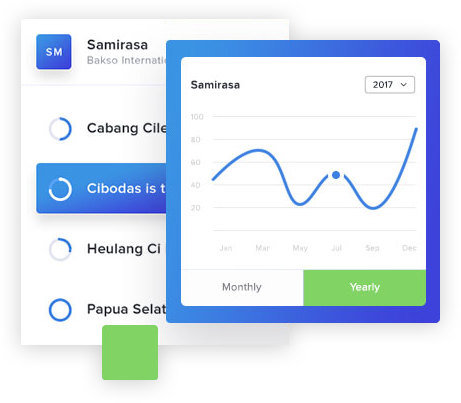 SM
Samirasa
Bakso Internatio
Cabang Cile
Cibodas is t
Heulang Ci
Papua Selat
Samirasa
2017
100
80
60
40
20
Jan Mar May Jul Sep Dec
Monthly Yearly